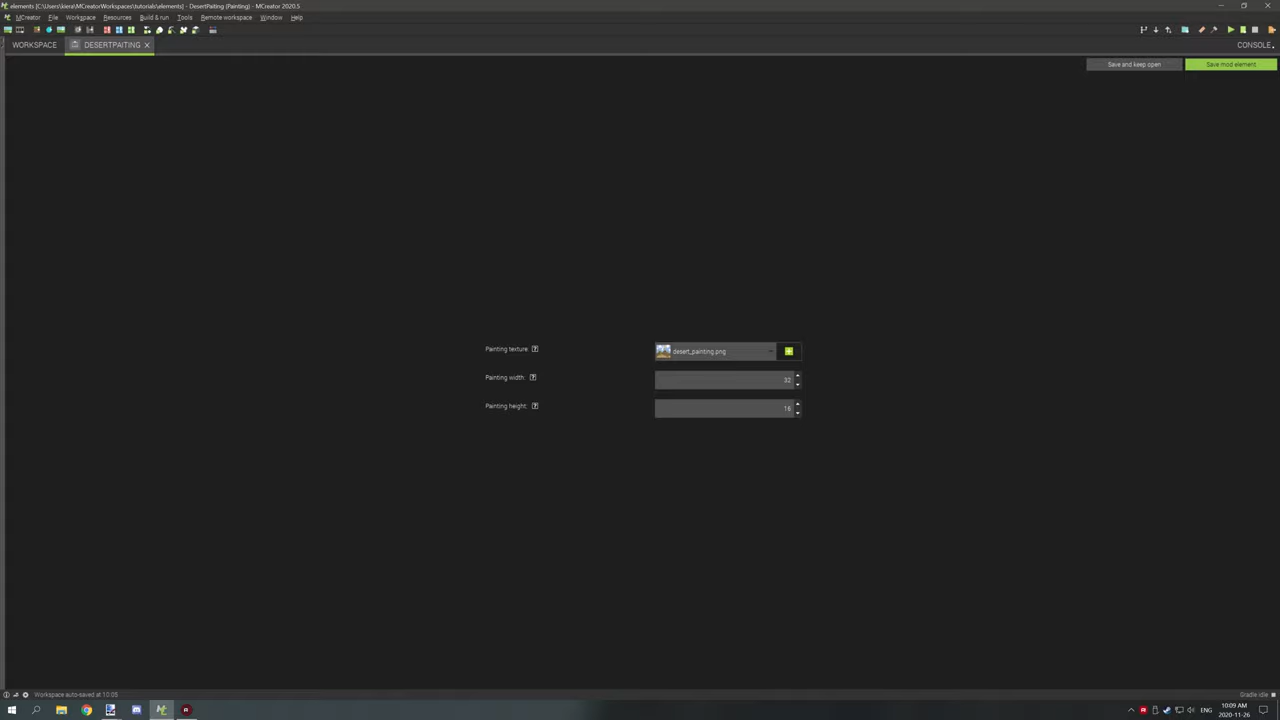 elements [C:\Users\kiera\MCreatorWorkspaces\tutorials\elements] - DesertPaiting (Painting) - MCreator 2020.5
MCreator File Workspace Resources Build & run Tools Remote workspace Window Help
WORKSPACE DESERTPAITING CONSOLE
Save and keep open Save mod element
Painting texture: desert_painting.png
Painting width: 32
Painting height: 16
Workspace auto-saved at 10:05 Gradle idle
ENG 10:09 AM
2020-11-26